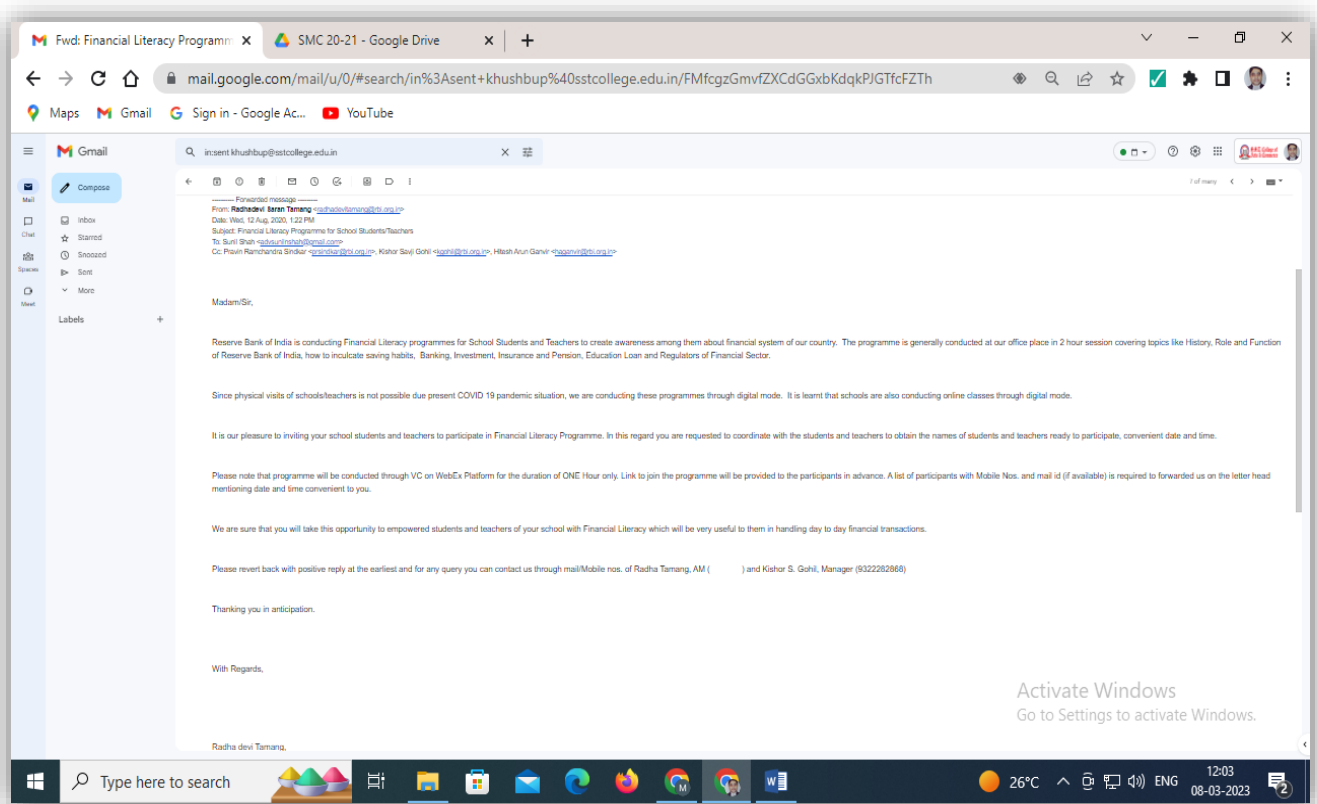 Fwd: Financial Literacy Programm
SMC 20-21 - Google Drive
mail.google.com/mail/u/0/#search/in%3Asent+khushbup%40sstcollege.edu.in/FMfcgzGmvfZXCdGGxbKdqkPJGTfcFZTh
Maps Gmail Sign in - Google Ac... YouTube
Gmail
in:sent khushbup@sstcollege.edu.in
Mail
Compose
7 of many
Chat
Spaces
Meet
Inbox
Starred
Snoozed
Sent
More
Labels
---------- Forwarded message ---------
From: Radhadevi Ilaran Tamang <radhadevitamang@rbi.org.in>
Date: Wed, 12 Aug, 2020, 1:22 PM
Subject: Financial Literacy Programme for School Students/Teachers
To: Sunil Shah <advsunilnshah@gmail.com>
Cc: Pravin Ramchandra Sindkar <prsindkar@rbi.org.in>, Kishor Savji Gohil <kgohil@rbi.org.in>, Hitesh Arun Ganvir <haganvir@rbi.org.in>
Madam/Sir,
Reserve Bank of India is conducting Financial Literacy programmes for School Students and Teachers to create awareness among them about financial system of our country. The programme is generally conducted at our office place in 2 hour session covering topics like History, Role and Function
of Reserve Bank of India, how to inculcate saving habits, Banking, Investment, Insurance and Pension, Education Loan and Regulators of Financial Sector.
Since physical visits of schools/teachers is not possible due present COVID 19 pandemic situation, we are conducting these programmes through digital mode. It is learnt that schools are also conducting online classes through digital mode.
It is our pleasure to inviting your school students and teachers to participate in Financial Literacy Programme. In this regard you are requested to coordinate with the students and teachers to obtain the names of students and teachers ready to participate, convenient date and time.
Please note that programme will be conducted through VC on WebEx Platform for the duration of ONE Hour only. Link to join the programme will be provided to the participants in advance. A list of participants with Mobile Nos. and mail id (if available) is required to forwarded us on the letter head
mentioning date and time convenient to you.
We are sure that you will take this opportunity to empowered students and teachers of your school with Financial Literacy which will be very useful to them in handling day to day financial transactions.
Please revert back with positive reply at the earliest and for any query you can contact us through mail/Mobile nos. of Radha Tamang, AM ( ) and Kishor S. Gohil, Manager (9322282868)
Thanking you in anticipation.
With Regards,
Radha devi Tamang,
Activate Windows
Go to Settings to activate Windows.
Type here to search
26°C
ENG
12:03
08-03-2023
2